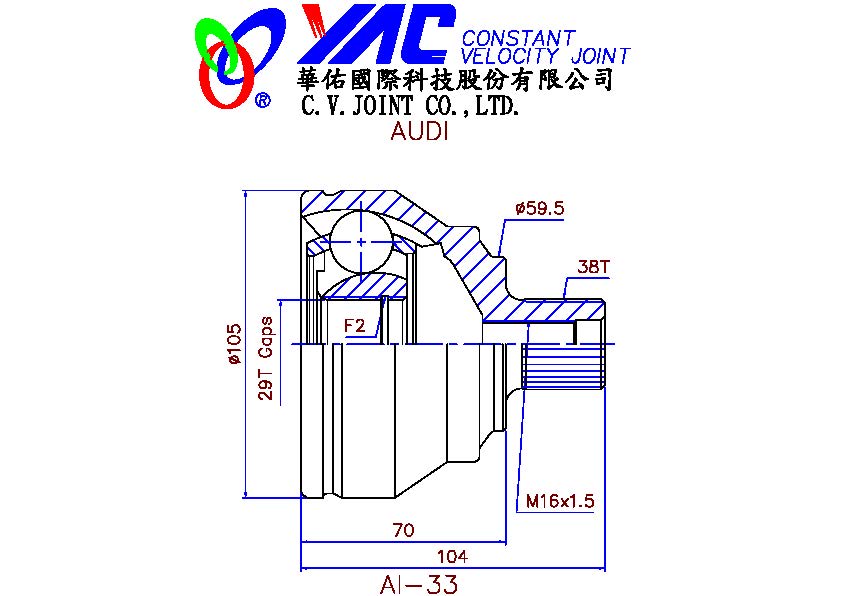 YAC CONSTANT
VELOCITY JOINT
華佑國際科技股份有限公司
® C.V.JOINT CO.,LTD.
AUDI
ø59.5
38T
F2
ø105
29T Gaps
M16x1.5
70
104
AI-33